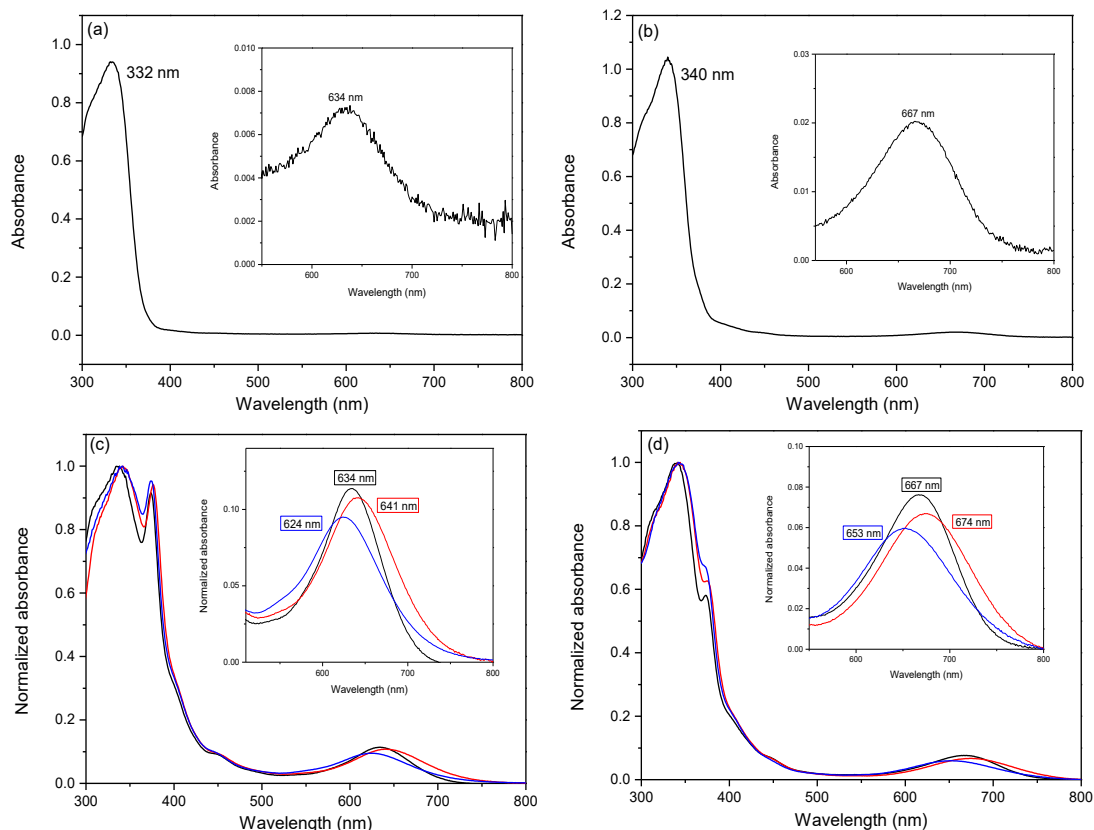 (a)
332 nm
Absorbance
1.0
0.8
0.6
0.4
0.2
0.0
300 400 500 600 700 800
Wavelength (nm)
634 nm
Absorbance
0.010
0.008
0.006
0.004
0.002
0.000
600 700 800
Wavelength (nm)
(b)
340 nm
Absorbance
1.2
1.0
0.8
0.6
0.4
0.2
0.0
300 400 500 600 700 800
Wavelength (nm)
667 nm
Absorbance
0.03
0.02
0.01
0.00
600 700 800
Wavelength (nm)
(c)
Normalized absorbance
1.0
0.8
0.6
0.4
0.2
0.0
300 400 500 600 700 800
Wavelength (nm)
634 nm
624 nm
641 nm
Normalized absorbance
0.10
0.05
0.00
600 700 800
Wavelength (nm)
(d)
Normalized absorbance
1.0
0.8
0.6
0.4
0.2
0.0
300 400 500 600 700 800
Wavelength (nm)
667 nm
653 nm
674 nm
Normalized absorbance
0.10
0.08
0.06
0.04
0.02
0.00
600 700 800
Wavelength (nm)